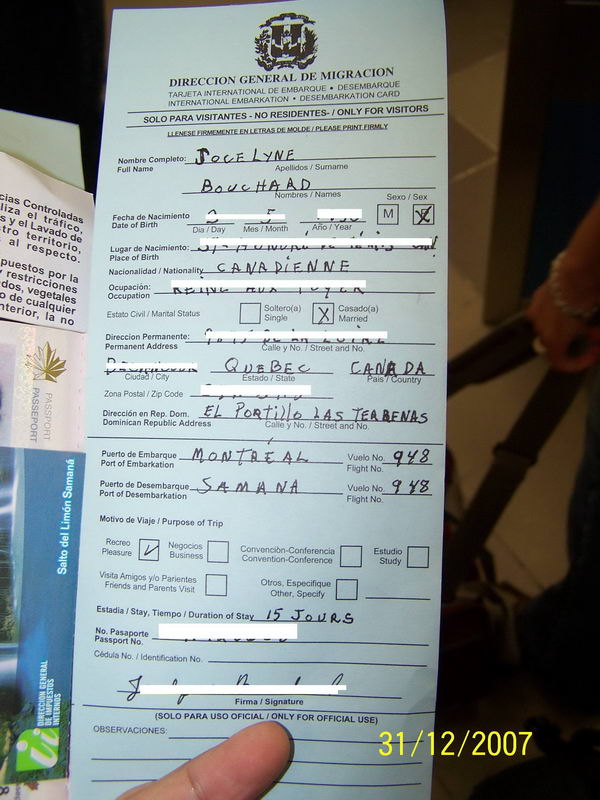 DIRECCION GENERAL DE MIGRACION
TARJETA INTERNACIONAL DE EMBARQUE • DESEMBARQUE
INTERNATIONAL EMBARKATION • DESEMBARKATION CARD
SOLO PARA VISITANTES - NO RESIDENTES- / ONLY FOR VISITORS
LLENESE FIRMEMENTE EN LETRAS DE MOLDE / PLEASE PRINT FIRMLY
Nombre Completo: JOCELYNE
Full Name Apellidos / Surname
BOUCHARD
Nombres / Names
Sexo / Sex
Fecha de Nacimiento 5 M F
Date of Birth Dia / Day Mes / Month Año / Year
Lugar de Nacimiento:
Place of Birth
Nacionalidad / Nationality CANADIENNE
Ocupación:
Occupation
Estado Civil / Marital Status Soltero(a) Single X Casado(a) Married
Direccion Permanente:
Permanent Address Calle y No. / Street and No.
QUEBEC CANADA
Ciudad / City Estado / State Pais / Country
Zona Postal / Zip Code
Dirección en Rep. Dom. EL PORTILLO LAS TERRENAS
Dominican Republic Address Calle y No. / Street and No.
Puerto de Embarque MONTRÉAL Vuelo No. 948
Port of Embarkation Flight No.
Puerto de Desembarque SAMANA Vuelo No. 948
Port of Desembarkation Flight No.
Motivo de Viaje / Purpose of Trip
Recreo Negocios Convención-Conferencia Estudio
Pleasure Business Convention-Conference Study
Visita Amigos y/o Parientes Otros, Especifique
Friends and Parents Visit Other, Specify
Estadia / Stay, Tiempo / Duration of Stay 15 JOURS
No. Pasaporte
Passport No.
Cédula No. / Identification No.
Firma / Signature
(SOLO PARA USO OFICIAL / ONLY FOR OFFICIAL USE)
OBSERVACIONES:
cias Controladas
liza el tráfico,
s y el Lavado de
tro territorio,
al respecto.
puestos por la
y restricciones
dos, vegetales
o de cualquier
nterior, la no
PASSPORT
PASSEPORT
Salto del Limón Samaná
DIRECCION GENERAL
DE IMPUESTOS
INTERNOS
31/12/2007